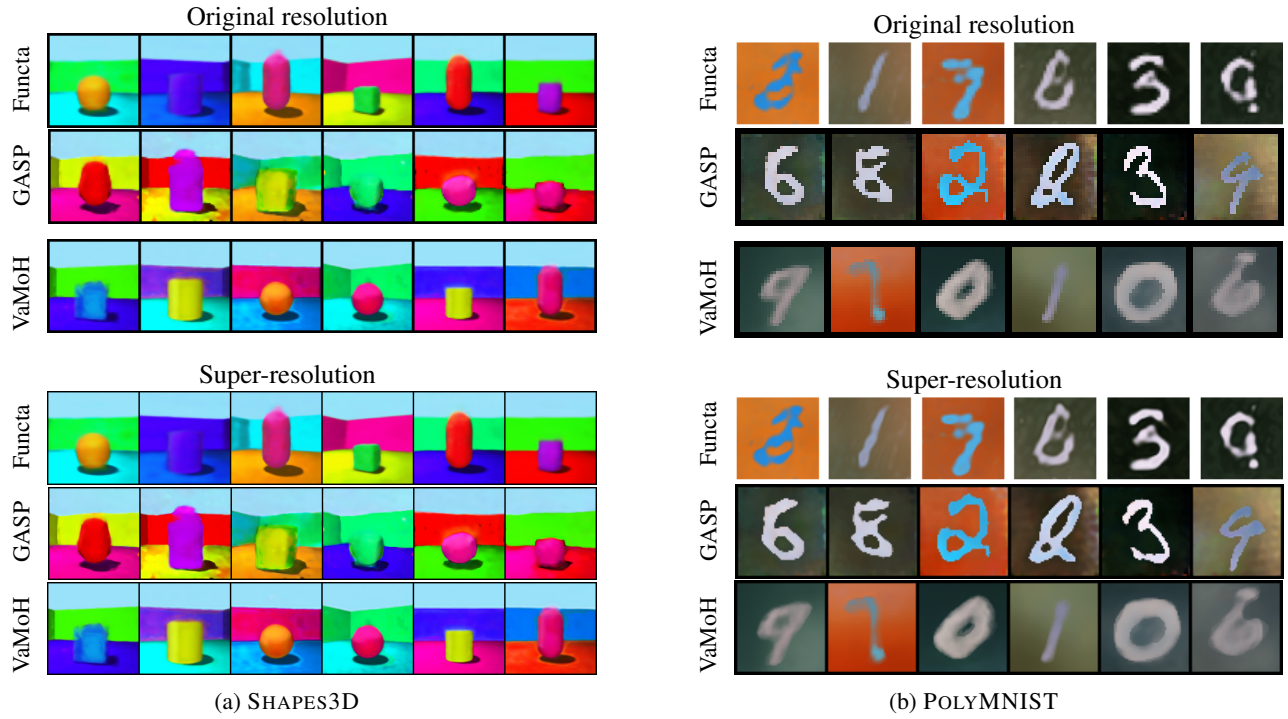 Original resolution
Functa
GASP
VaMoH
Super-resolution
Functa
GASP
VaMoH
(a) SHAPES3D
Original resolution
Functa
GASP
VaMoH
Super-resolution
Functa
GASP
VaMoH
(b) POLYMNIST